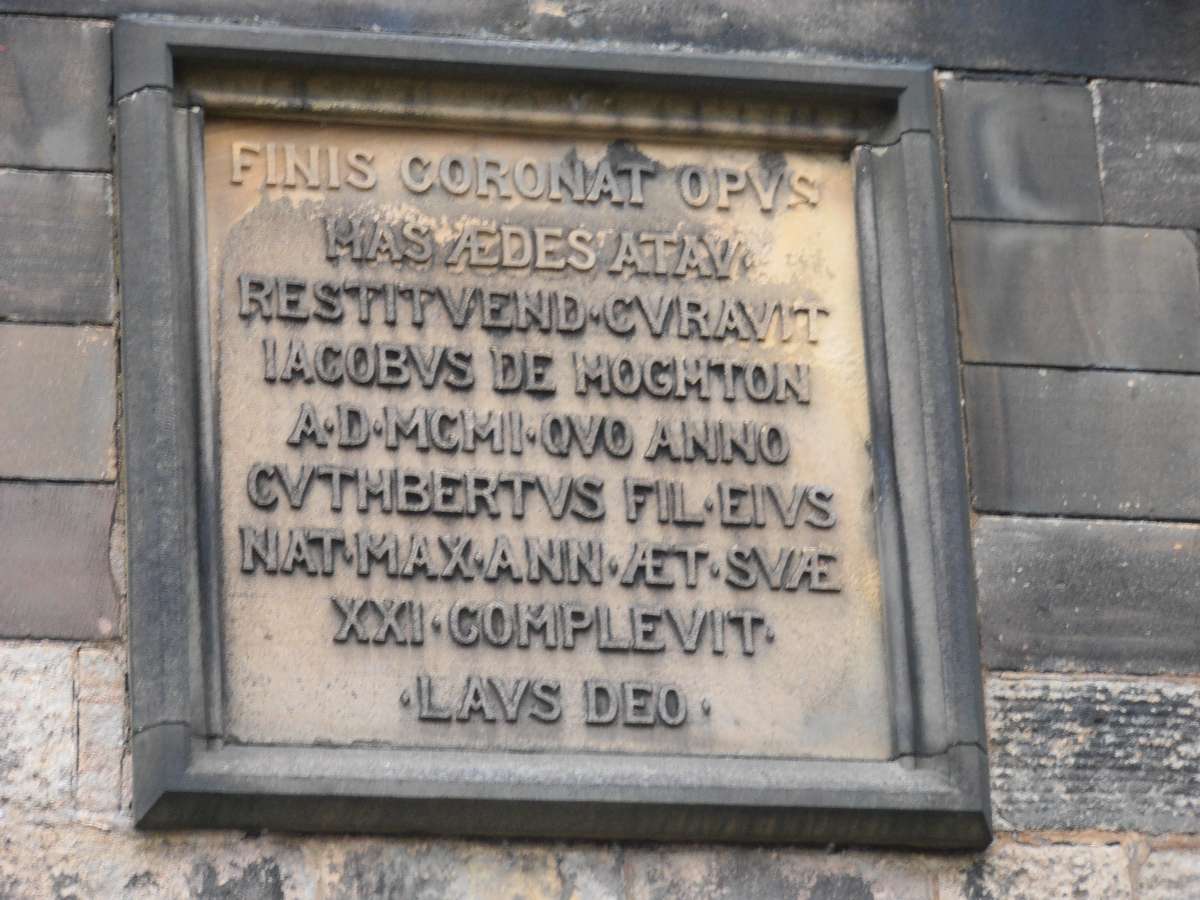 FINIS CORONAT OPVS
HAS ÆDES ATAV·
RESTITVEND·CVRAVIT
IACOBVS DE HOGHTON
A·D·MCMI·QVO ANNO
CVTHBERTVS FIL·EIVS
NAT·MAX·ANN·ÆT·SVÆ
XXI·COMPLEVIT·
·LAVS DEO·